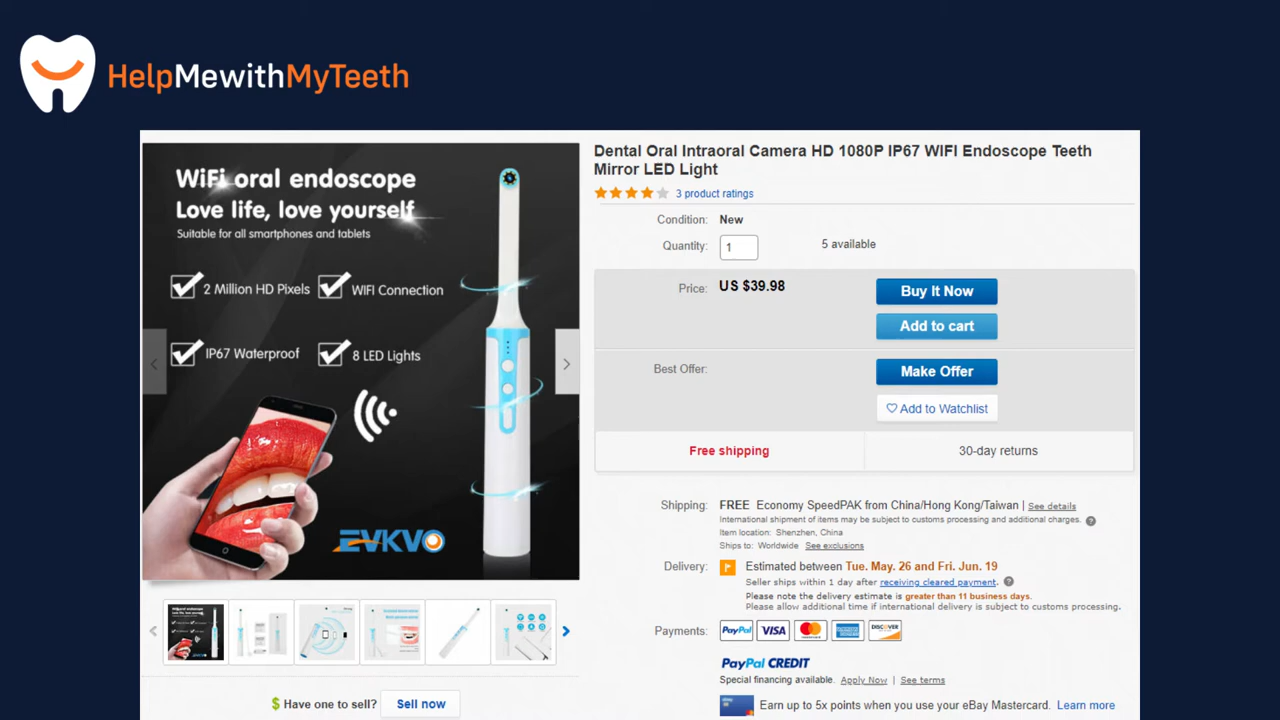 HelpMewithMyTeeth
WiFi oral endoscope
Love life, love yourself
Suitable for all smartphones and tablets
2 Million HD Pixels
WIFI Connection
IP67 Waterproof
8 LED Lights
EVKVO
$ Have one to sell?
Sell now
Dental Oral Intraoral Camera HD 1080P IP67 WIFI Endoscope Teeth
Mirror LED Light
3 product ratings
Condition: New
Quantity: 1 5 available
Price: US $39.98
Buy It Now
Add to cart
Best Offer:
Make Offer
Add to Watchlist
Free shipping
30-day returns
Shipping: FREE Economy SpeedPAK from China/Hong Kong/Taiwan | See details
International shipment of items may be subject to customs processing and additional charges. ?
Item location: Shenzhen, China
Ships to: Worldwide See exclusions
Delivery: Estimated between Tue. May. 26 and Fri. Jun. 19
Seller ships within 1 day after receiving cleared payment. ?
Please note the delivery estimate is greater than 11 business days.
Please allow additional time if international delivery is subject to customs processing.
Payments: PayPal VISA MasterCard DISCOVER
PayPal CREDIT
Special financing available. Apply Now | See terms
Earn up to 5x points when you use your eBay Mastercard. Learn more